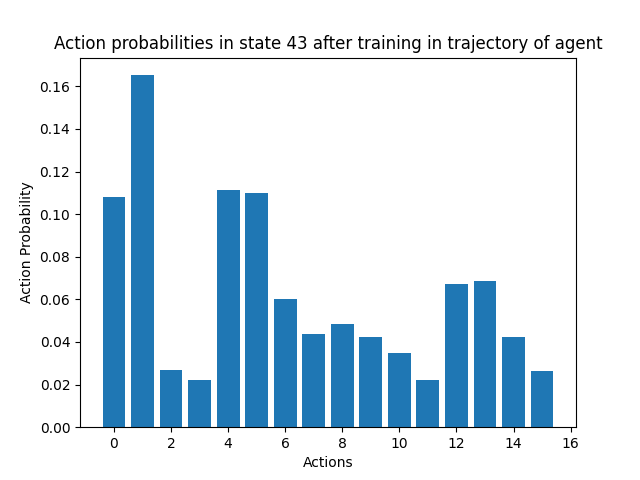 Action probabilities in state 43 after training in trajectory of agent
0.16
0.14
0.12
0.10
0.08
0.06
0.04
0.02
0.00
Action Probability
0 2 4 6 8 10 12 14 16
Actions